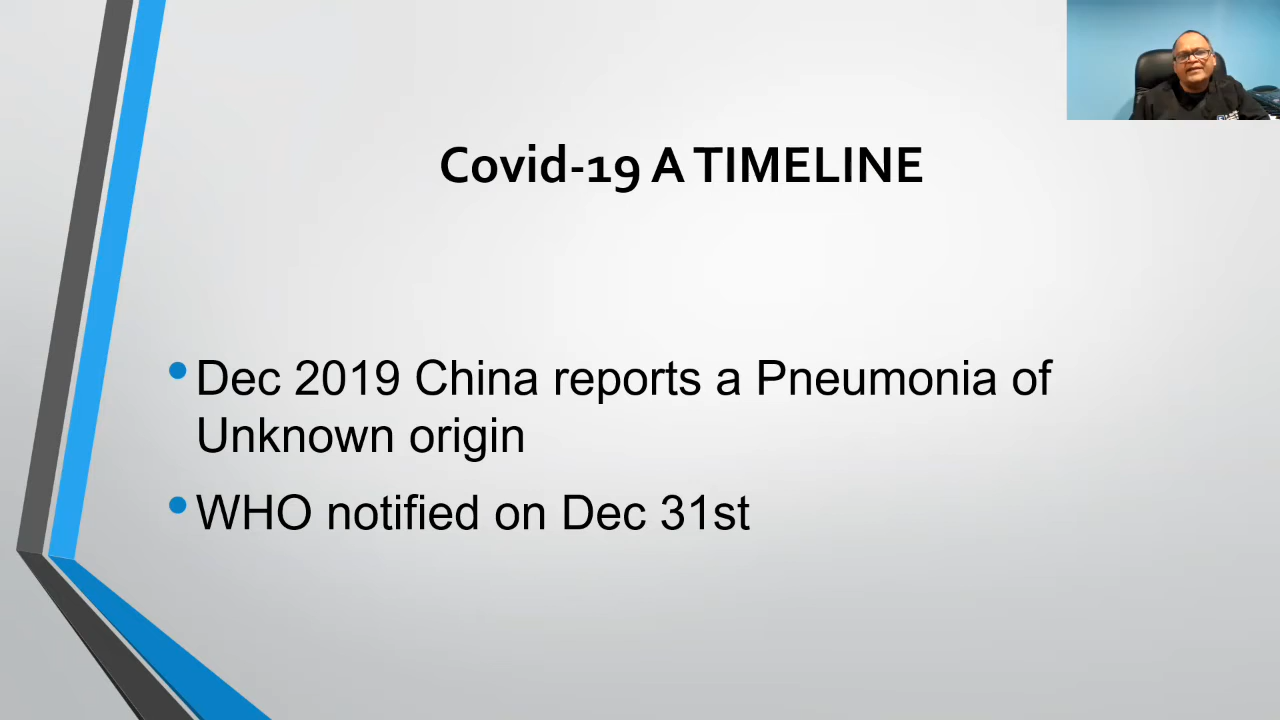 Covid-19 A TIMELINE
Dec 2019 China reports a Pneumonia of
Unknown origin
WHO notified on Dec 31st